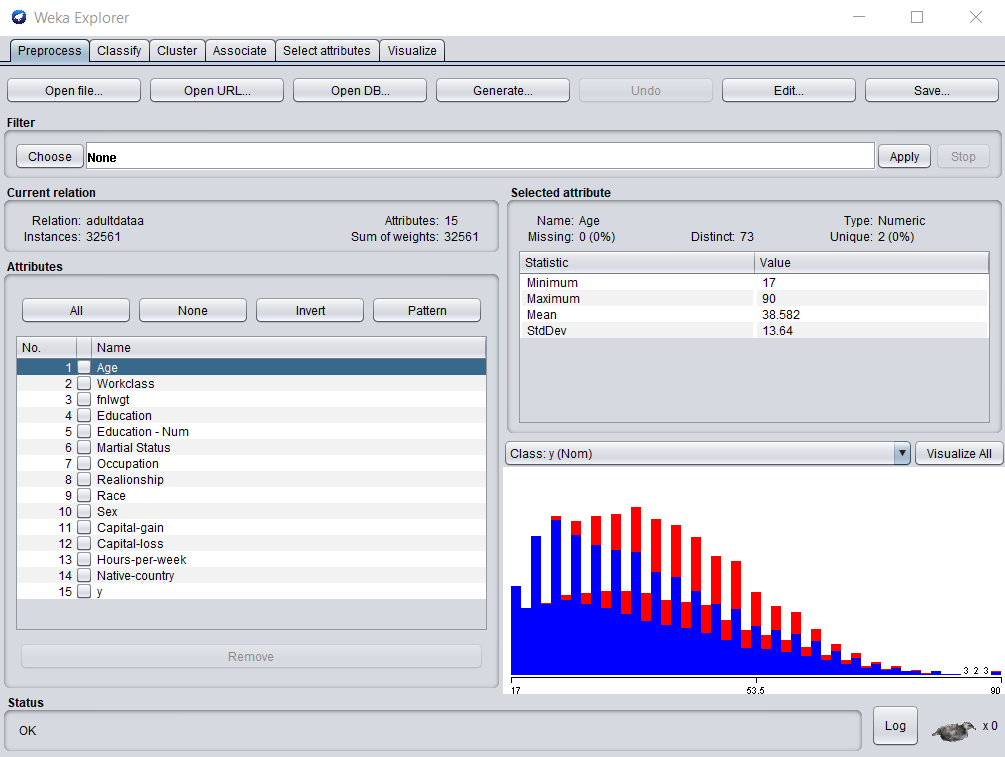 Weka Explorer
Preprocess Classify Cluster Associate Select attributes Visualize
Open file... Open URL... Open DB... Generate... Undo Edit... Save...
Filter
Choose None Apply Stop
Current relation
Relation: adultdataa Attributes: 15
Instances: 32561 Sum of weights: 32561
Selected attribute
Name: Age Type: Numeric
Missing: 0 (0%) Distinct: 73 Unique: 2 (0%)
Statistic Value
Minimum 17
Maximum 90
Mean 38.582
StdDev 13.64
Attributes
All None Invert Pattern
No. Name
1 Age
2 Workclass
3 fnlwgt
4 Education
5 Education - Num
6 Martial Status
7 Occupation
8 Realionship
9 Race
10 Sex
11 Capital-gain
12 Capital-loss
13 Hours-per-week
14 Native-country
15 y
Remove
Class: y (Nom) Visualize All
3 2 3
17 53.5 90
Status
OK
Log x 0